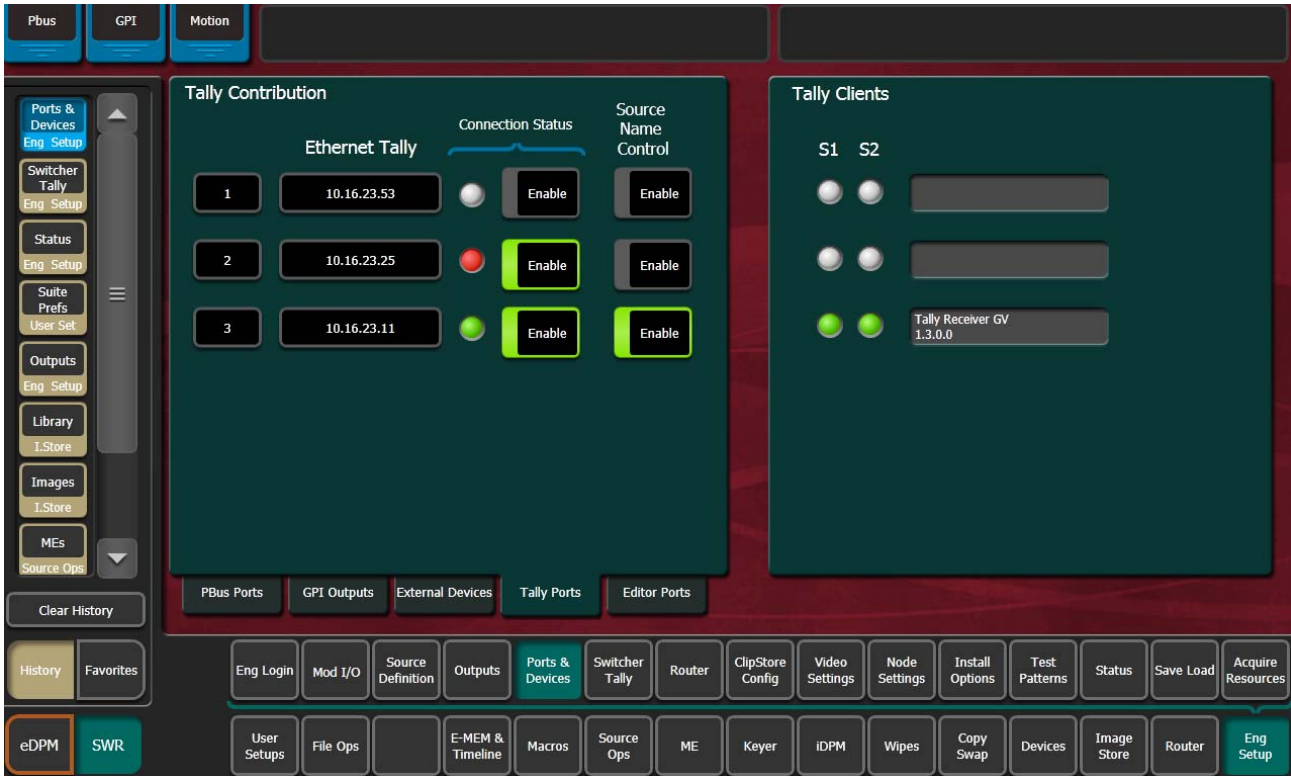 Pbus
GPI
Motion
Ports &
Devices
Eng Setup
Switcher
Tally
Eng Setup
Status
Eng Setup
Suite
Prefs
User Set
Outputs
Eng Setup
Library
I.Store
Images
I.Store
MEs
Source Ops
Clear History
History
Favorites
eDPM
SWR
Tally Contribution
Ethernet Tally
Connection Status
Source
Name
Control
1
10.16.23.53
Enable
Enable
2
10.16.23.25
Enable
Enable
3
10.16.23.11
Enable
Enable
Tally Clients
S1 S2
Tally Receiver GV
1.3.0.0
PBus Ports
GPI Outputs
External Devices
Tally Ports
Editor Ports
Eng Login
Mod I/O
Source
Definition
Outputs
Ports &
Devices
Switcher
Tally
Router
ClipStore
Config
Video
Settings
Node
Settings
Install
Options
Test
Patterns
Status
Save Load
Acquire
Resources
User
Setups
File Ops
E-MEM &
Timeline
Macros
Source
Ops
ME
Keyer
iDPM
Wipes
Copy
Swap
Devices
Image
Store
Router
Eng
Setup